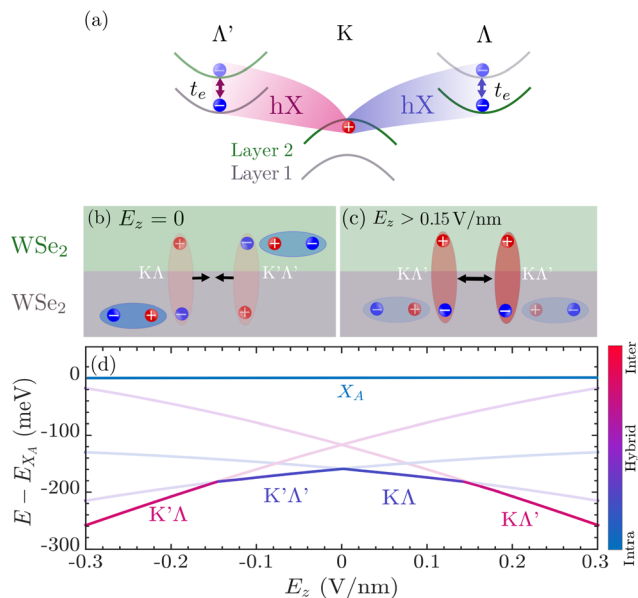 (a)
Λ' K Λ
t_e hX hX t_e
− − + − −
Layer 2
Layer 1
(b) E_z = 0
(c) E_z > 0.15 V/nm
WSe₂
WSe₂
+ − + −
KΛ K'Λ'
− + − +
+ +
KΛ' KΛ'
− + − − + −
(d)
X_A
K'Λ K'Λ' KΛ KΛ'
E − E_{X_A} (meV)
0
-100
-200
-300
-0.3 -0.2 -0.1 0 0.1 0.2 0.3
E_z (V/nm)
Intra Hybrid Inter